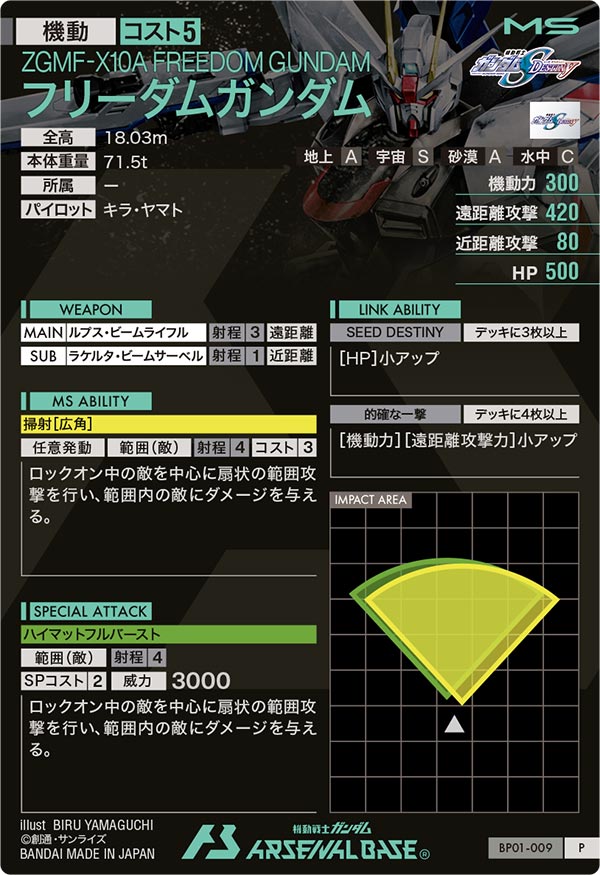 機動 コスト5 MS
ZGMF-X10A FREEDOM GUNDAM
フリーダムガンダム
機動戦士ガンダムSEED DESTINY
全高 18.03m
本体重量 71.5t
所属 ー
パイロット キラ・ヤマト
地上 A 宇宙 S 砂漠 A 水中 C
機動力 300
遠距離攻撃 420
近距離攻撃 80
HP 500
WEAPON
MAIN ルプス・ビームライフル 射程 3 遠距離
SUB ラケルタ・ビームサーベル 射程 1 近距離
MS ABILITY
掃射[広角]
任意発動 範囲(敵) 射程 4 コスト 3
ロックオン中の敵を中心に扇状の範囲攻
撃を行い、範囲内の敵にダメージを与え
る。
SPECIAL ATTACK
ハイマットフルバースト
範囲(敵) 射程 4
SPコスト 2 威力 3000
ロックオン中の敵を中心に扇状の範囲攻
撃を行い、範囲内の敵にダメージを与え
る。
LINK ABILITY
SEED DESTINY デッキに3枚以上
[HP]小アップ
的確な一撃 デッキに4枚以上
[機動力][遠距離攻撃力]小アップ
IMPACT AREA
illust BIRU YAMAGUCHI
©創通・サンライズ
BANDAI MADE IN JAPAN
機動戦士ガンダム
ARSENAL BASE®
BP01-009 P